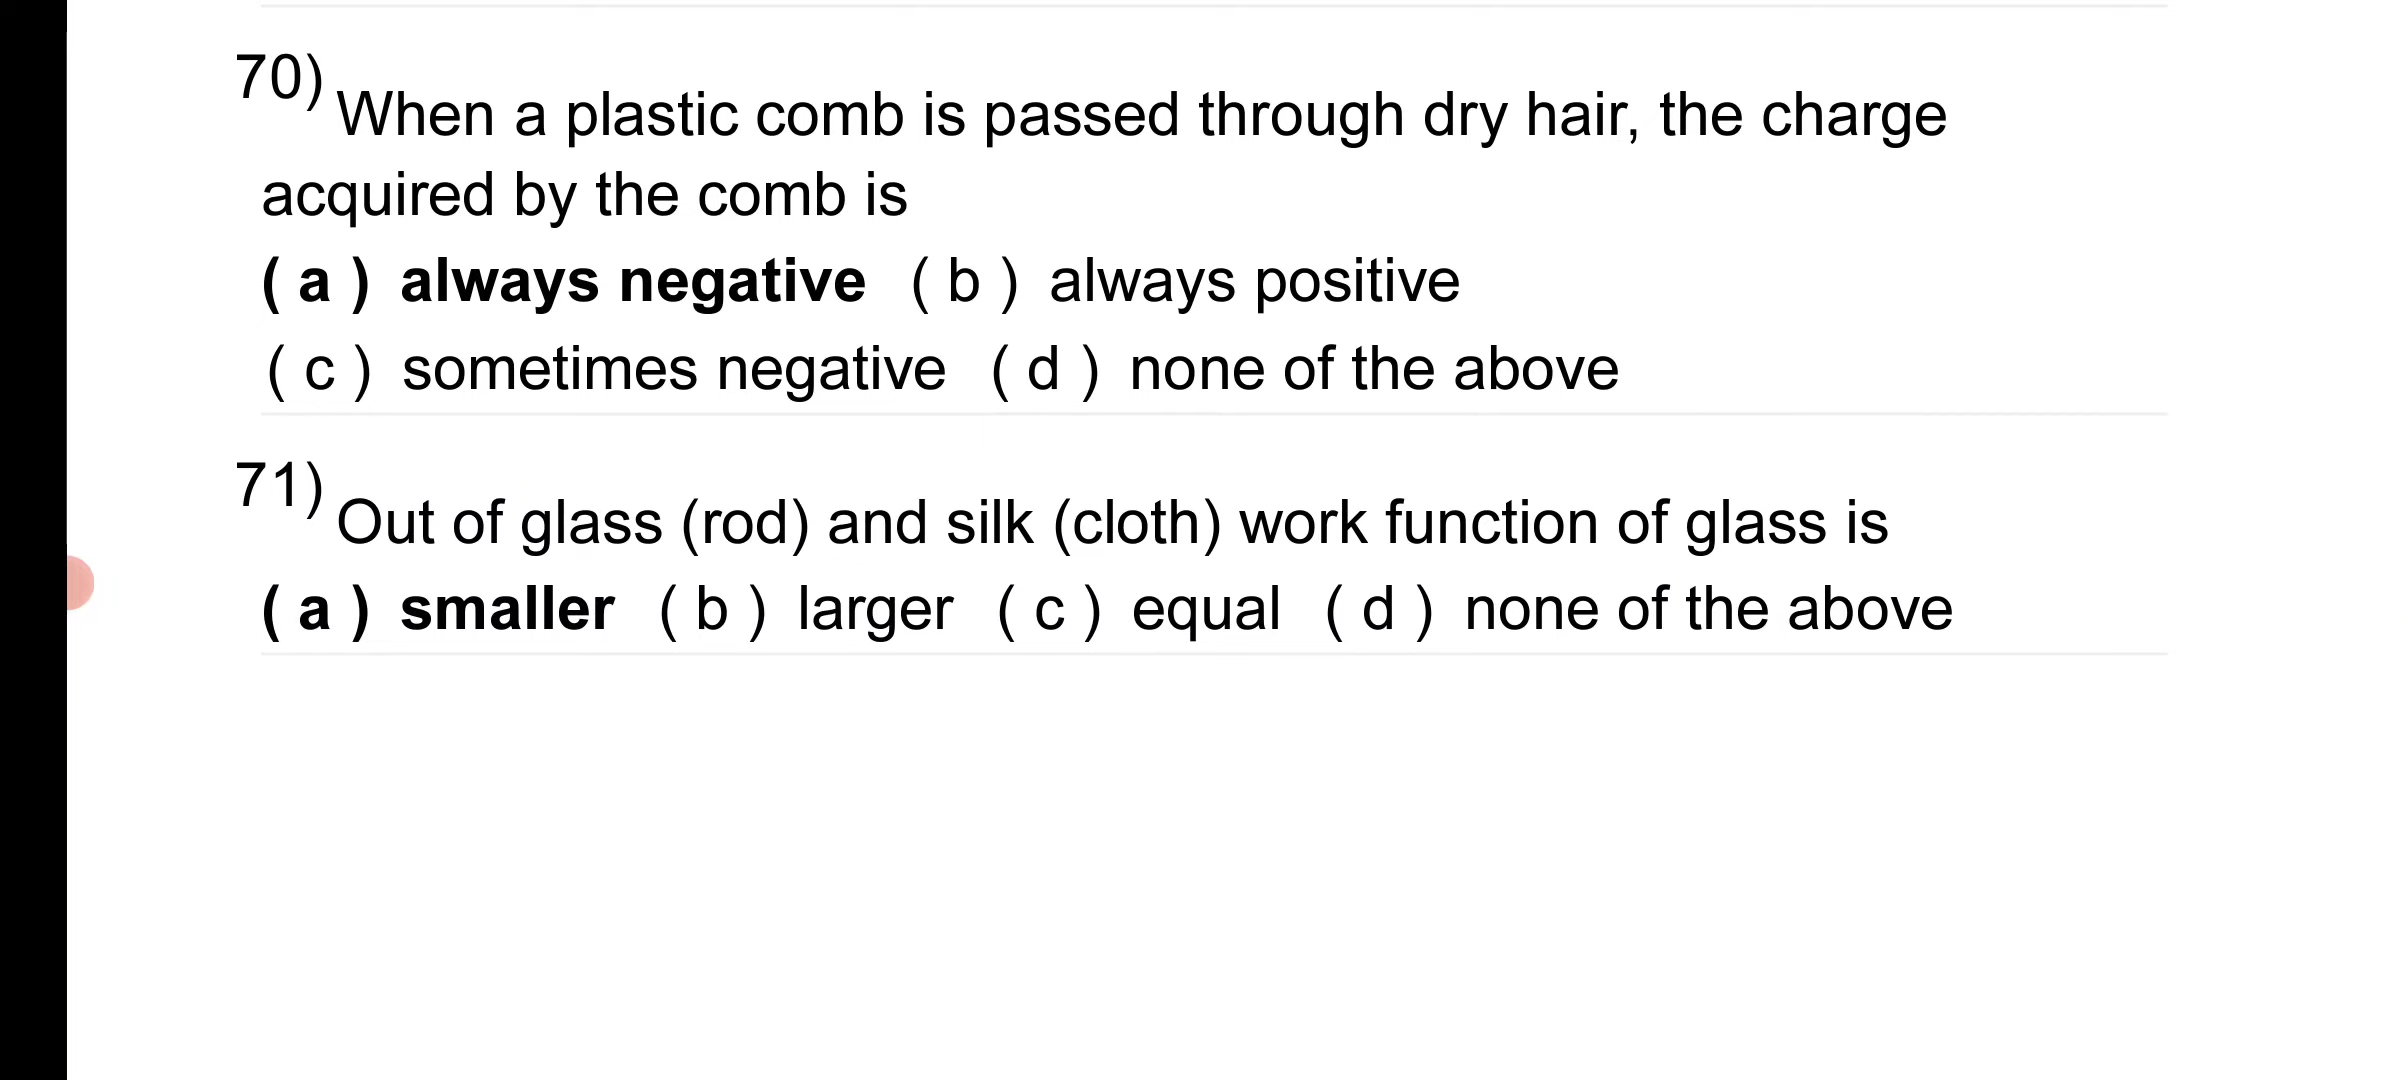 70)
When a plastic comb is passed through dry hair, the charge
acquired by the comb is
( a ) always negative ( b ) always positive
( c ) sometimes negative ( d ) none of the above
71)
Out of glass (rod) and silk (cloth) work function of glass is
( a ) smaller ( b ) larger ( c ) equal ( d ) none of the above